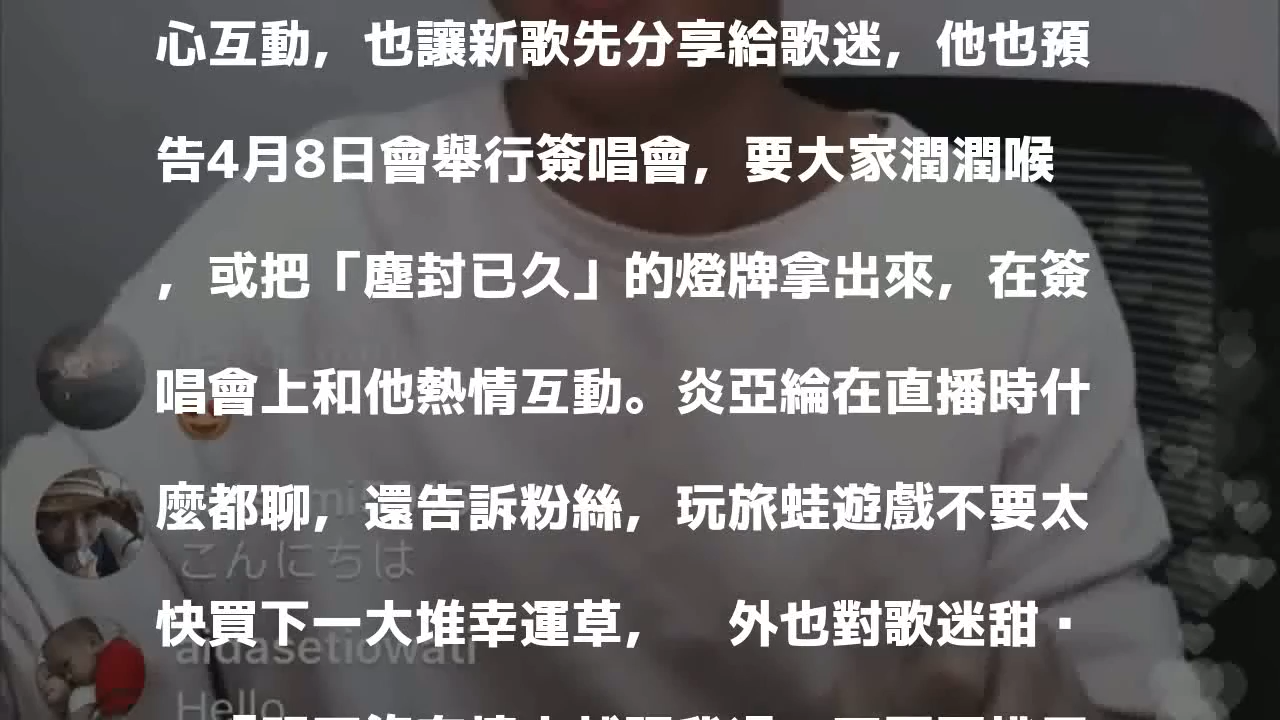 心互動，也讓新歌先分享給歌迷，他也預
告4月8日會舉行簽唱會，要大家潤潤喉
，或把「塵封已久」的燈牌拿出來，在簽
唱會上和他熱情互動。炎亞綸在直播時什
麼都聊，還告訴粉絲，玩旅蛙遊戲不要太
こんにちは
快買下一大堆幸運草，　外也對歌迷甜·
aidasetiowati
Hello